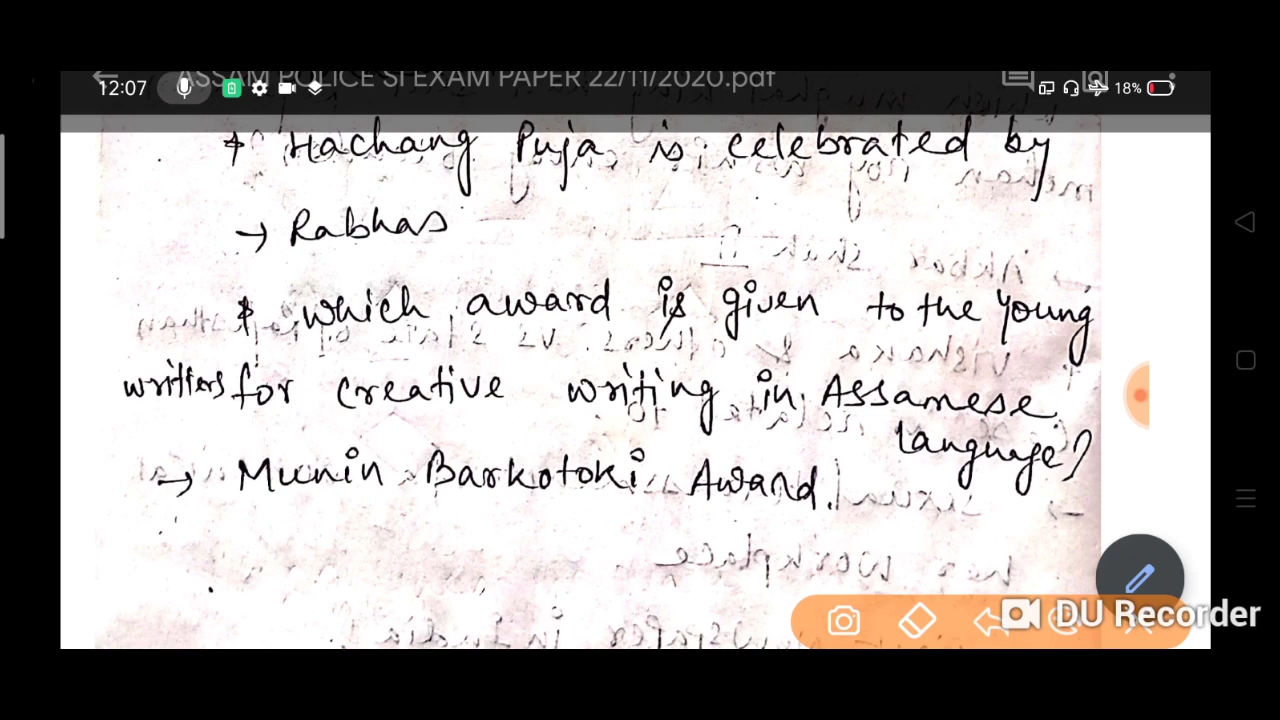 ASSAM POLICE SI EXAM PAPER 22/11/2020.pdf
12:07
18%
* Hachang Puja is celebrated by
→ Rabhas
* which award is given to the young
writiers for creative writing in Assamese
language?
→ Munin Barkotoki Award.
DU Recorder